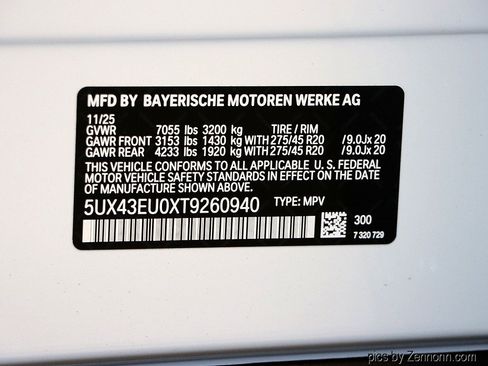 MFD BY BAYERISCHE MOTOREN WERKE AG
11/25
GVWR 7055 lbs 3200 kg TIRE / RIM
GAWR FRONT 3153 lbs 1430 kg WITH 275/45 R20 /9.0Jx 20
GAWR REAR 4233 lbs 1920 kg WITH 275/45 R20 /9.0Jx 20
THIS VEHICLE CONFORMS TO ALL APPLICABLE U. S. FEDERAL
MOTOR VEHICLE SAFETY STANDARDS IN EFFECT ON THE DATE
OF MANUFACTURE SHOWN ABOVE.
5UX43EU0XT9260940 TYPE: MPV
300
7 320 729
pics by Zennonn.com